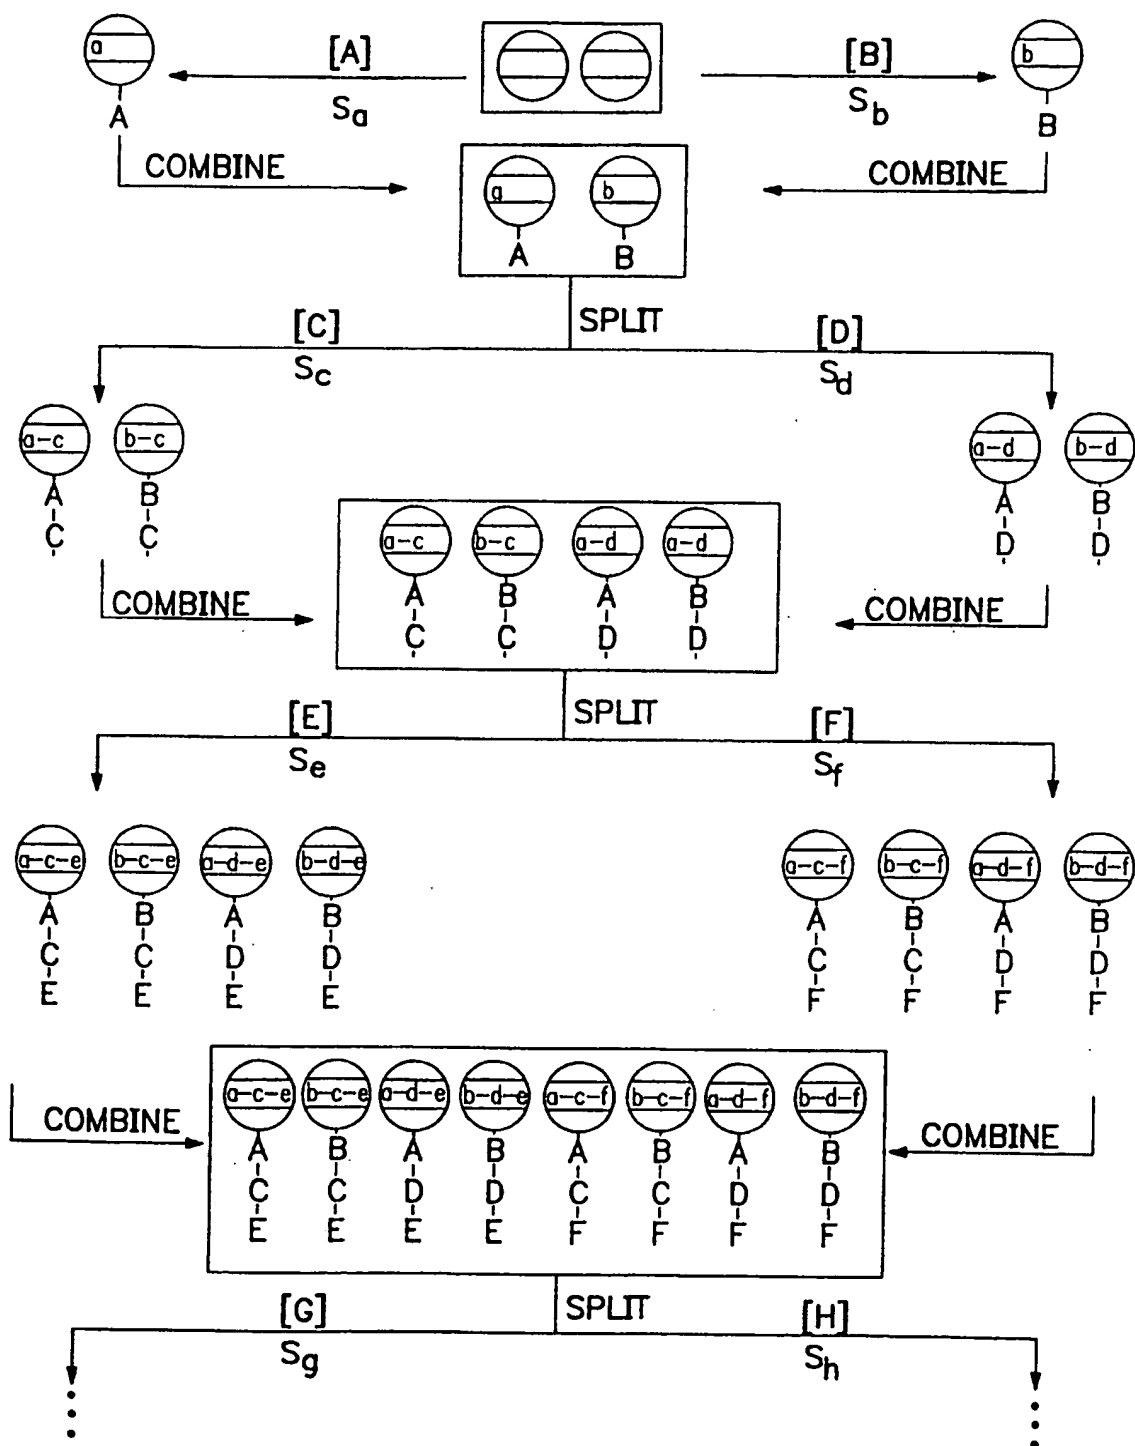 a [A] [B] b
A Sa Sb B
COMBINE a b COMBINE
A B
[C] SPLIT [D]
Sc Sd
a-c b-c a-d b-d
A B A B
C C D D
a-c b-c a-d a-d
COMBINE A B A B COMBINE
C C D D
[E] SPLIT [F]
Se Sf
a-c-e b-c-e a-d-e b-d-e a-c-f b-c-f a-d-f b-d-f
A B A B A B A B
C C D D C C D D
E E E E F F F F
a-c-e b-c-e a-d-e b-d-e a-c-f b-c-f a-d-f b-d-f
COMBINE A B A B A B A B COMBINE
C C D D C C D D
E E E E F F F F
[G] SPLIT [H]
Sg Sh